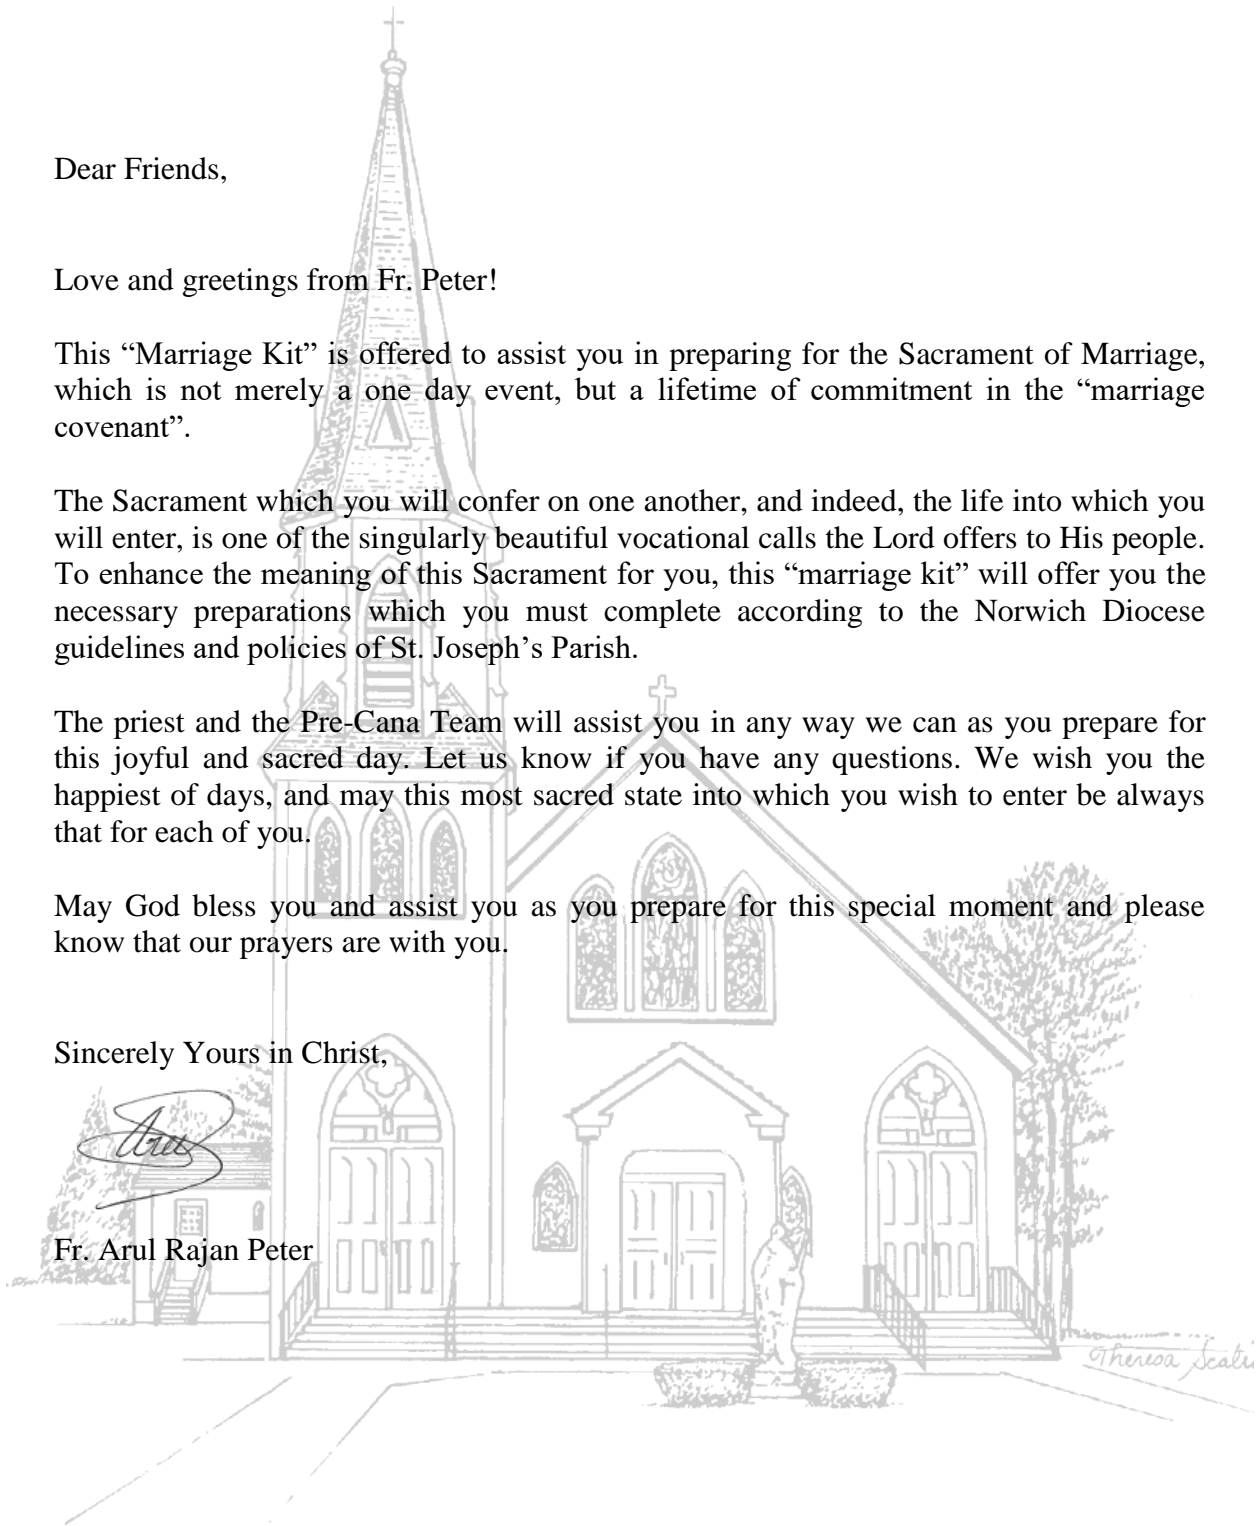 Dear Friends,
Love and greetings from Fr. Peter!
This “Marriage Kit” is offered to assist you in preparing for the Sacrament of Marriage,
which is not merely a one day event, but a lifetime of commitment in the “marriage
covenant”.
The Sacrament which you will confer on one another, and indeed, the life into which you
will enter, is one of the singularly beautiful vocational calls the Lord offers to His people.
To enhance the meaning of this Sacrament for you, this “marriage kit” will offer you the
necessary preparations which you must complete according to the Norwich Diocese
guidelines and policies of St. Joseph’s Parish.
The priest and the Pre-Cana Team will assist you in any way we can as you prepare for
this joyful and sacred day. Let us know if you have any questions. We wish you the
happiest of days, and may this most sacred state into which you wish to enter be always
that for each of you.
May God bless you and assist you as you prepare for this special moment and please
know that our prayers are with you.
Sincerely Yours in Christ,
Fr. Arul Rajan Peter
Theresa